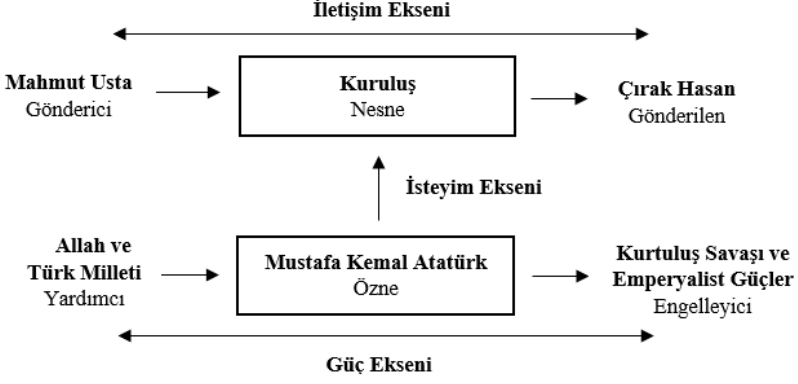 İletişim Ekseni
Mahmut Usta
Gönderici
Kuruluş
Nesne
Çırak Hasan
Gönderilen
İsteyim Ekseni
Allah ve
Türk Milleti
Yardımcı
Mustafa Kemal Atatürk
Özne
Kurtuluş Savaşı ve
Emperyalist Güçler
Engelleyici
Güç Ekseni